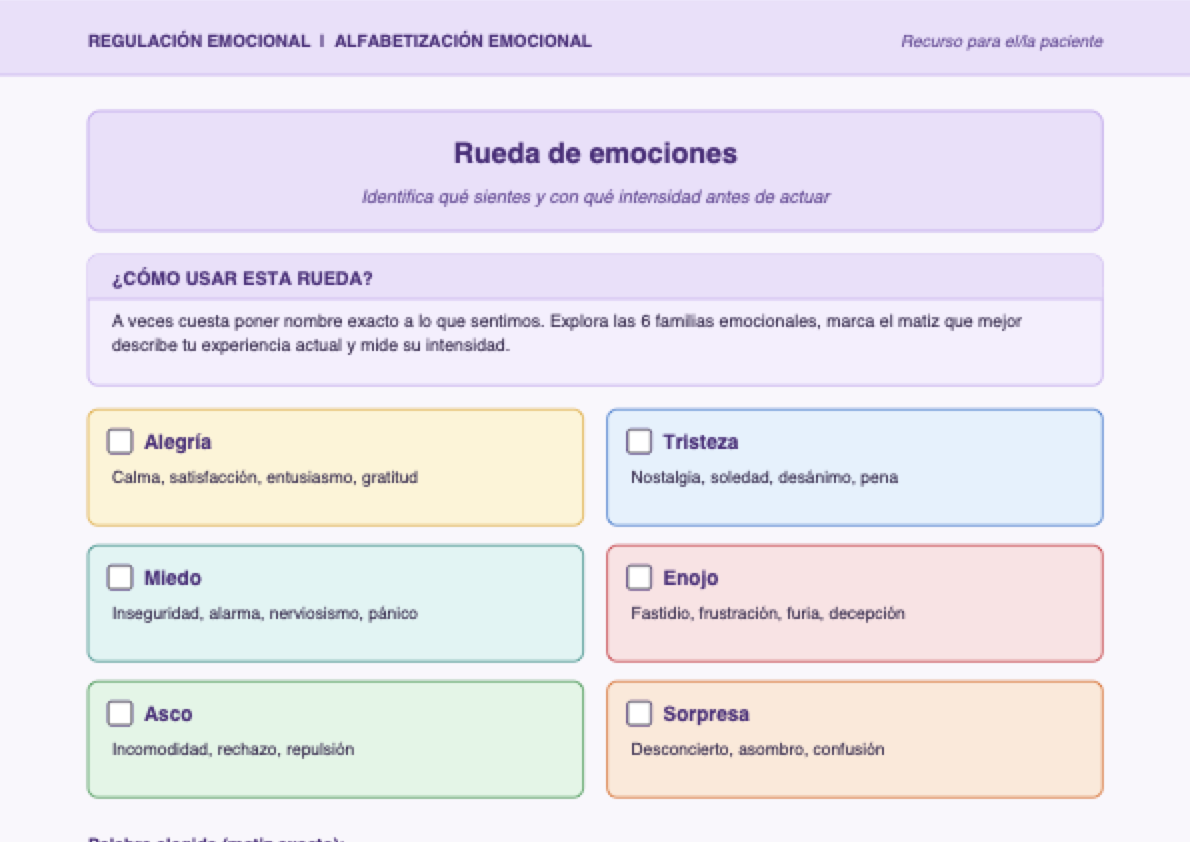 REGULACIÓN EMOCIONAL | ALFABETIZACIÓN EMOCIONAL
Recurso para el/la paciente
Rueda de emociones
Identifica qué sientes y con qué intensidad antes de actuar
¿CÓMO USAR ESTA RUEDA?
A veces cuesta poner nombre exacto a lo que sentimos. Explora las 6 familias emocionales, marca el matiz que mejor
describe tu experiencia actual y mide su intensidad.
Alegría
Calma, satisfacción, entusiasmo, gratitud
Tristeza
Nostalgia, soledad, desánimo, pena
Miedo
Inseguridad, alarma, nerviosismo, pánico
Enojo
Fastidio, frustración, furia, decepción
Asco
Incomodidad, rechazo, repulsión
Sorpresa
Desconcierto, asombro, confusión